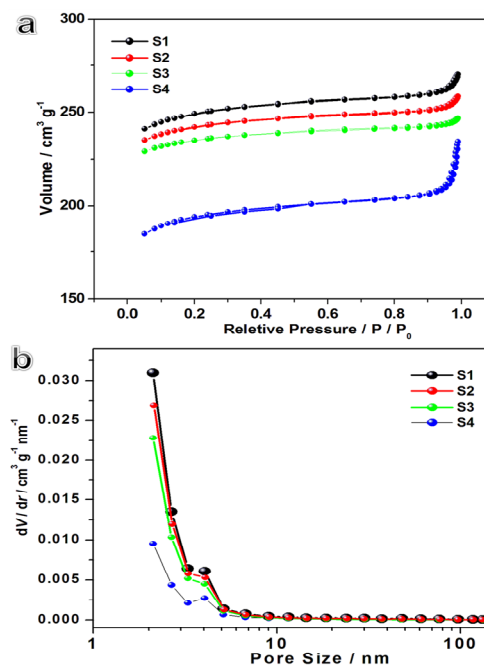 a
S1
S2
S3
S4
300
250
200
150
Volume / cm³ g⁻¹
0.0 0.2 0.4 0.6 0.8 1.0
Reletive Pressure / P / P₀
b
S1
S2
S3
S4
0.030
0.025
0.020
0.015
0.010
0.005
0.000
dV/ dr / cm³ g⁻¹ nm⁻¹
1 10 100
Pore Size / nm